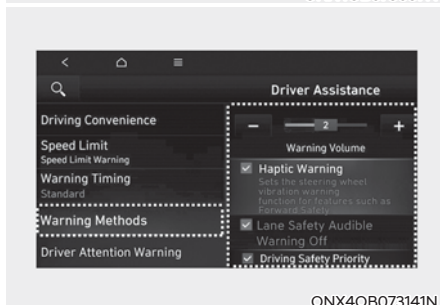 Driver Assistance
Driving Convenience
Speed Limit
Speed Limit Warning
Warning Timing
Standard
Warning Methods
Driver Attention Warning
2
Warning Volume
Haptic Warning
Sets the steering wheel
vibration warning
function for features such as
Forward Safety
Lane Safety Audible
Warning Off
Driving Safety Priority
ONX4OB073141N